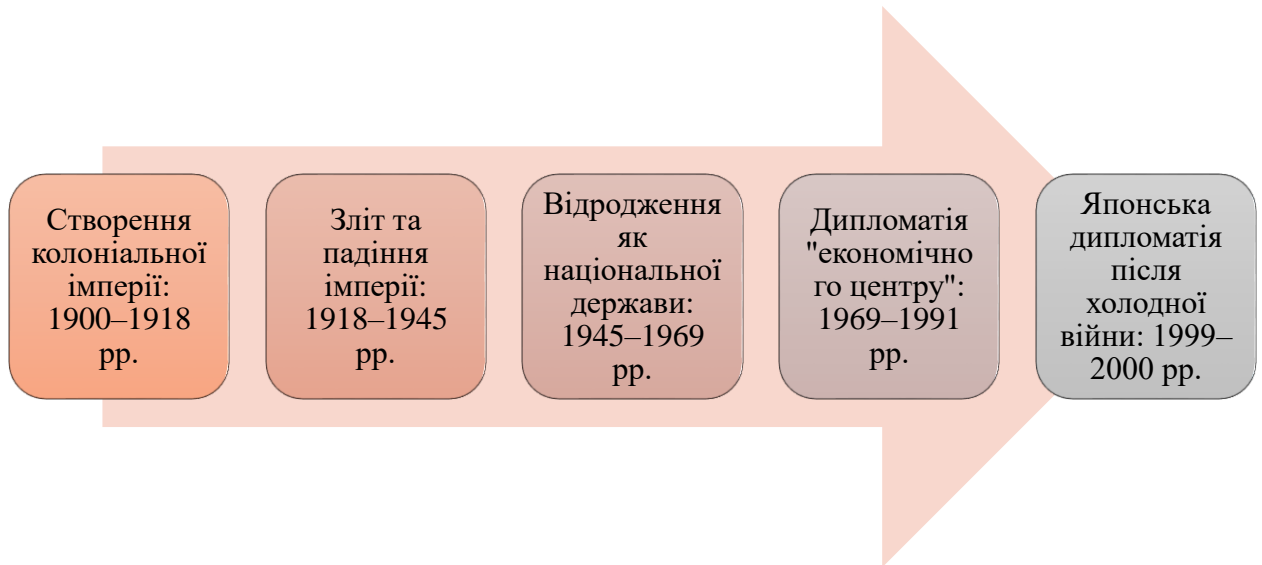 Створення
колоніальної
імперії:
1900–1918
рр.
Зліт та
падіння
імперії:
1918–1945
рр.
Відродження
як
національної
держави:
1945–1969
рр.
Дипломатія
"економічно
го центру":
1969–1991
рр.
Японська
дипломатія
після
холодної
війни: 1999–
2000 рр.